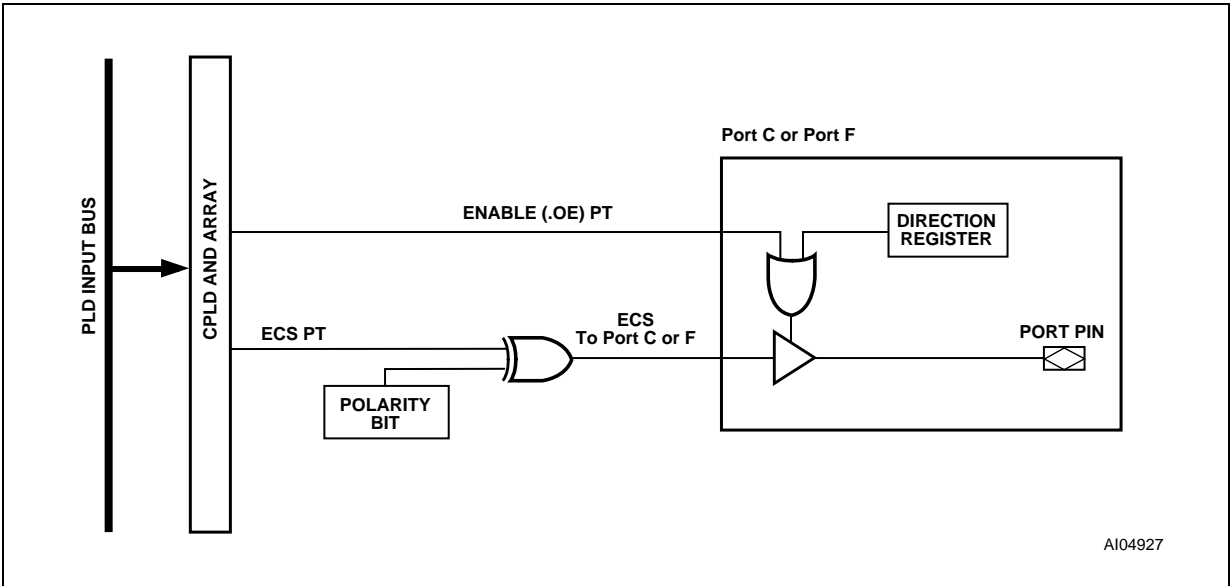 Port C or Port F
PLD INPUT BUS
CPLD AND ARRAY
ENABLE (.OE) PT
DIRECTION
REGISTER
ECS PT
ECS
To Port C or F
PORT PIN
POLARITY
BIT
AI04927